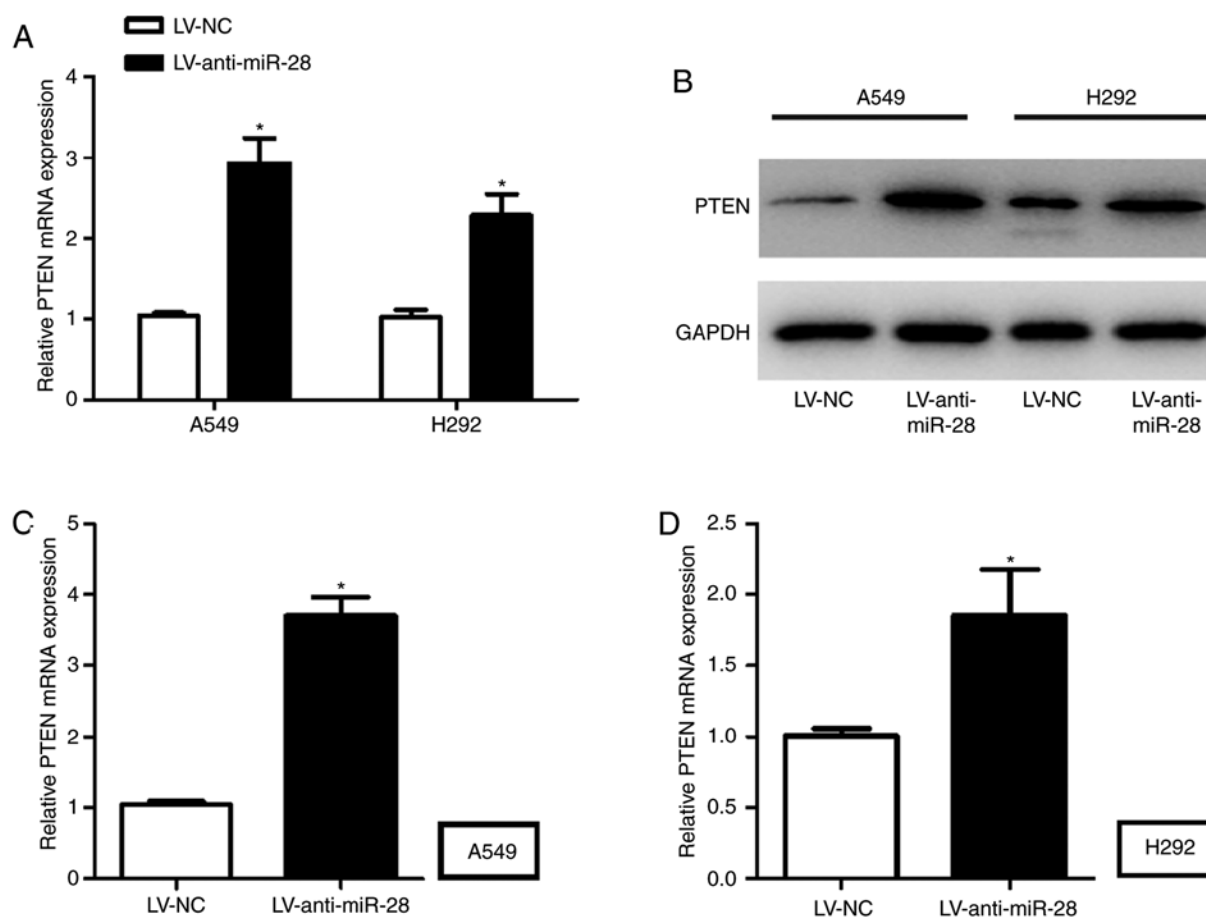 A
LV-NC
LV-anti-miR-28
Relative PTEN mRNA expression
4
3
2
1
0
*
*
A549
H292
B
A549
H292
PTEN
GAPDH
LV-NC
LV-anti-
miR-28
LV-NC
LV-anti-
miR-28
C
Relative PTEN mRNA expression
5
4
3
2
1
0
*
LV-NC
LV-anti-miR-28
A549
D
Relative PTEN mRNA expression
2.5
2.0
1.5
1.0
0.5
0.0
*
LV-NC
LV-anti-miR-28
H292